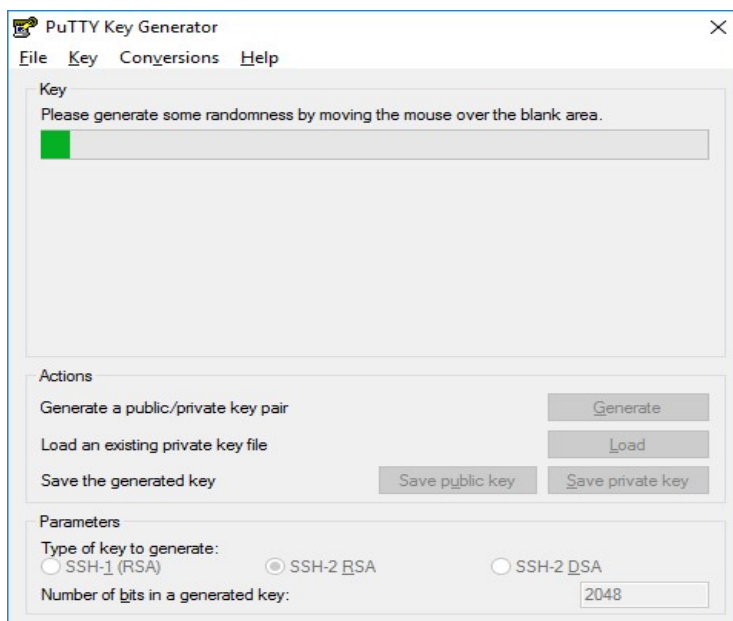 PuTTY Key Generator
File Key Conversions Help
Key
Please generate some randomness by moving the mouse over the blank area.
Actions
Generate a public/private key pair Generate
Load an existing private key file Load
Save the generated key Save public key Save private key
Parameters
Type of key to generate:
SSH-1 (RSA) SSH-2 RSA SSH-2 DSA
Number of bits in a generated key: 2048